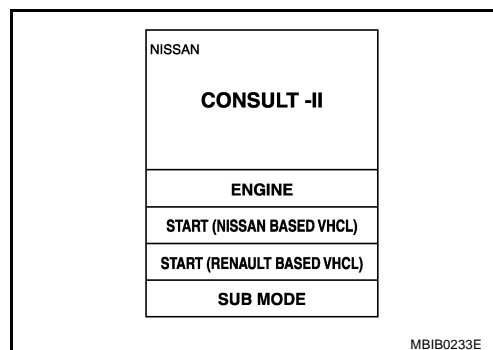 NISSAN
CONSULT -II
ENGINE
START (NISSAN BASED VHCL)
START (RENAULT BASED VHCL)
SUB MODE
MBIB0233E